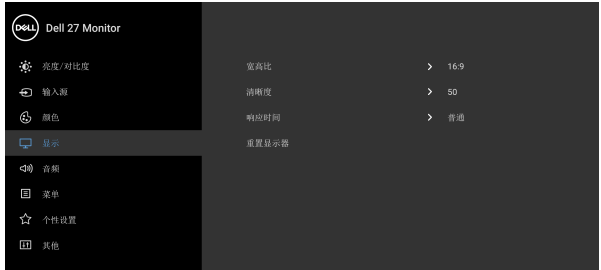 DELL Dell 27 Monitor
亮度/对比度 宽高比 16:9
输入源 清晰度 50
颜色 响应时间 普通
显示 重置显示器
音频
菜单
个性设置
其他